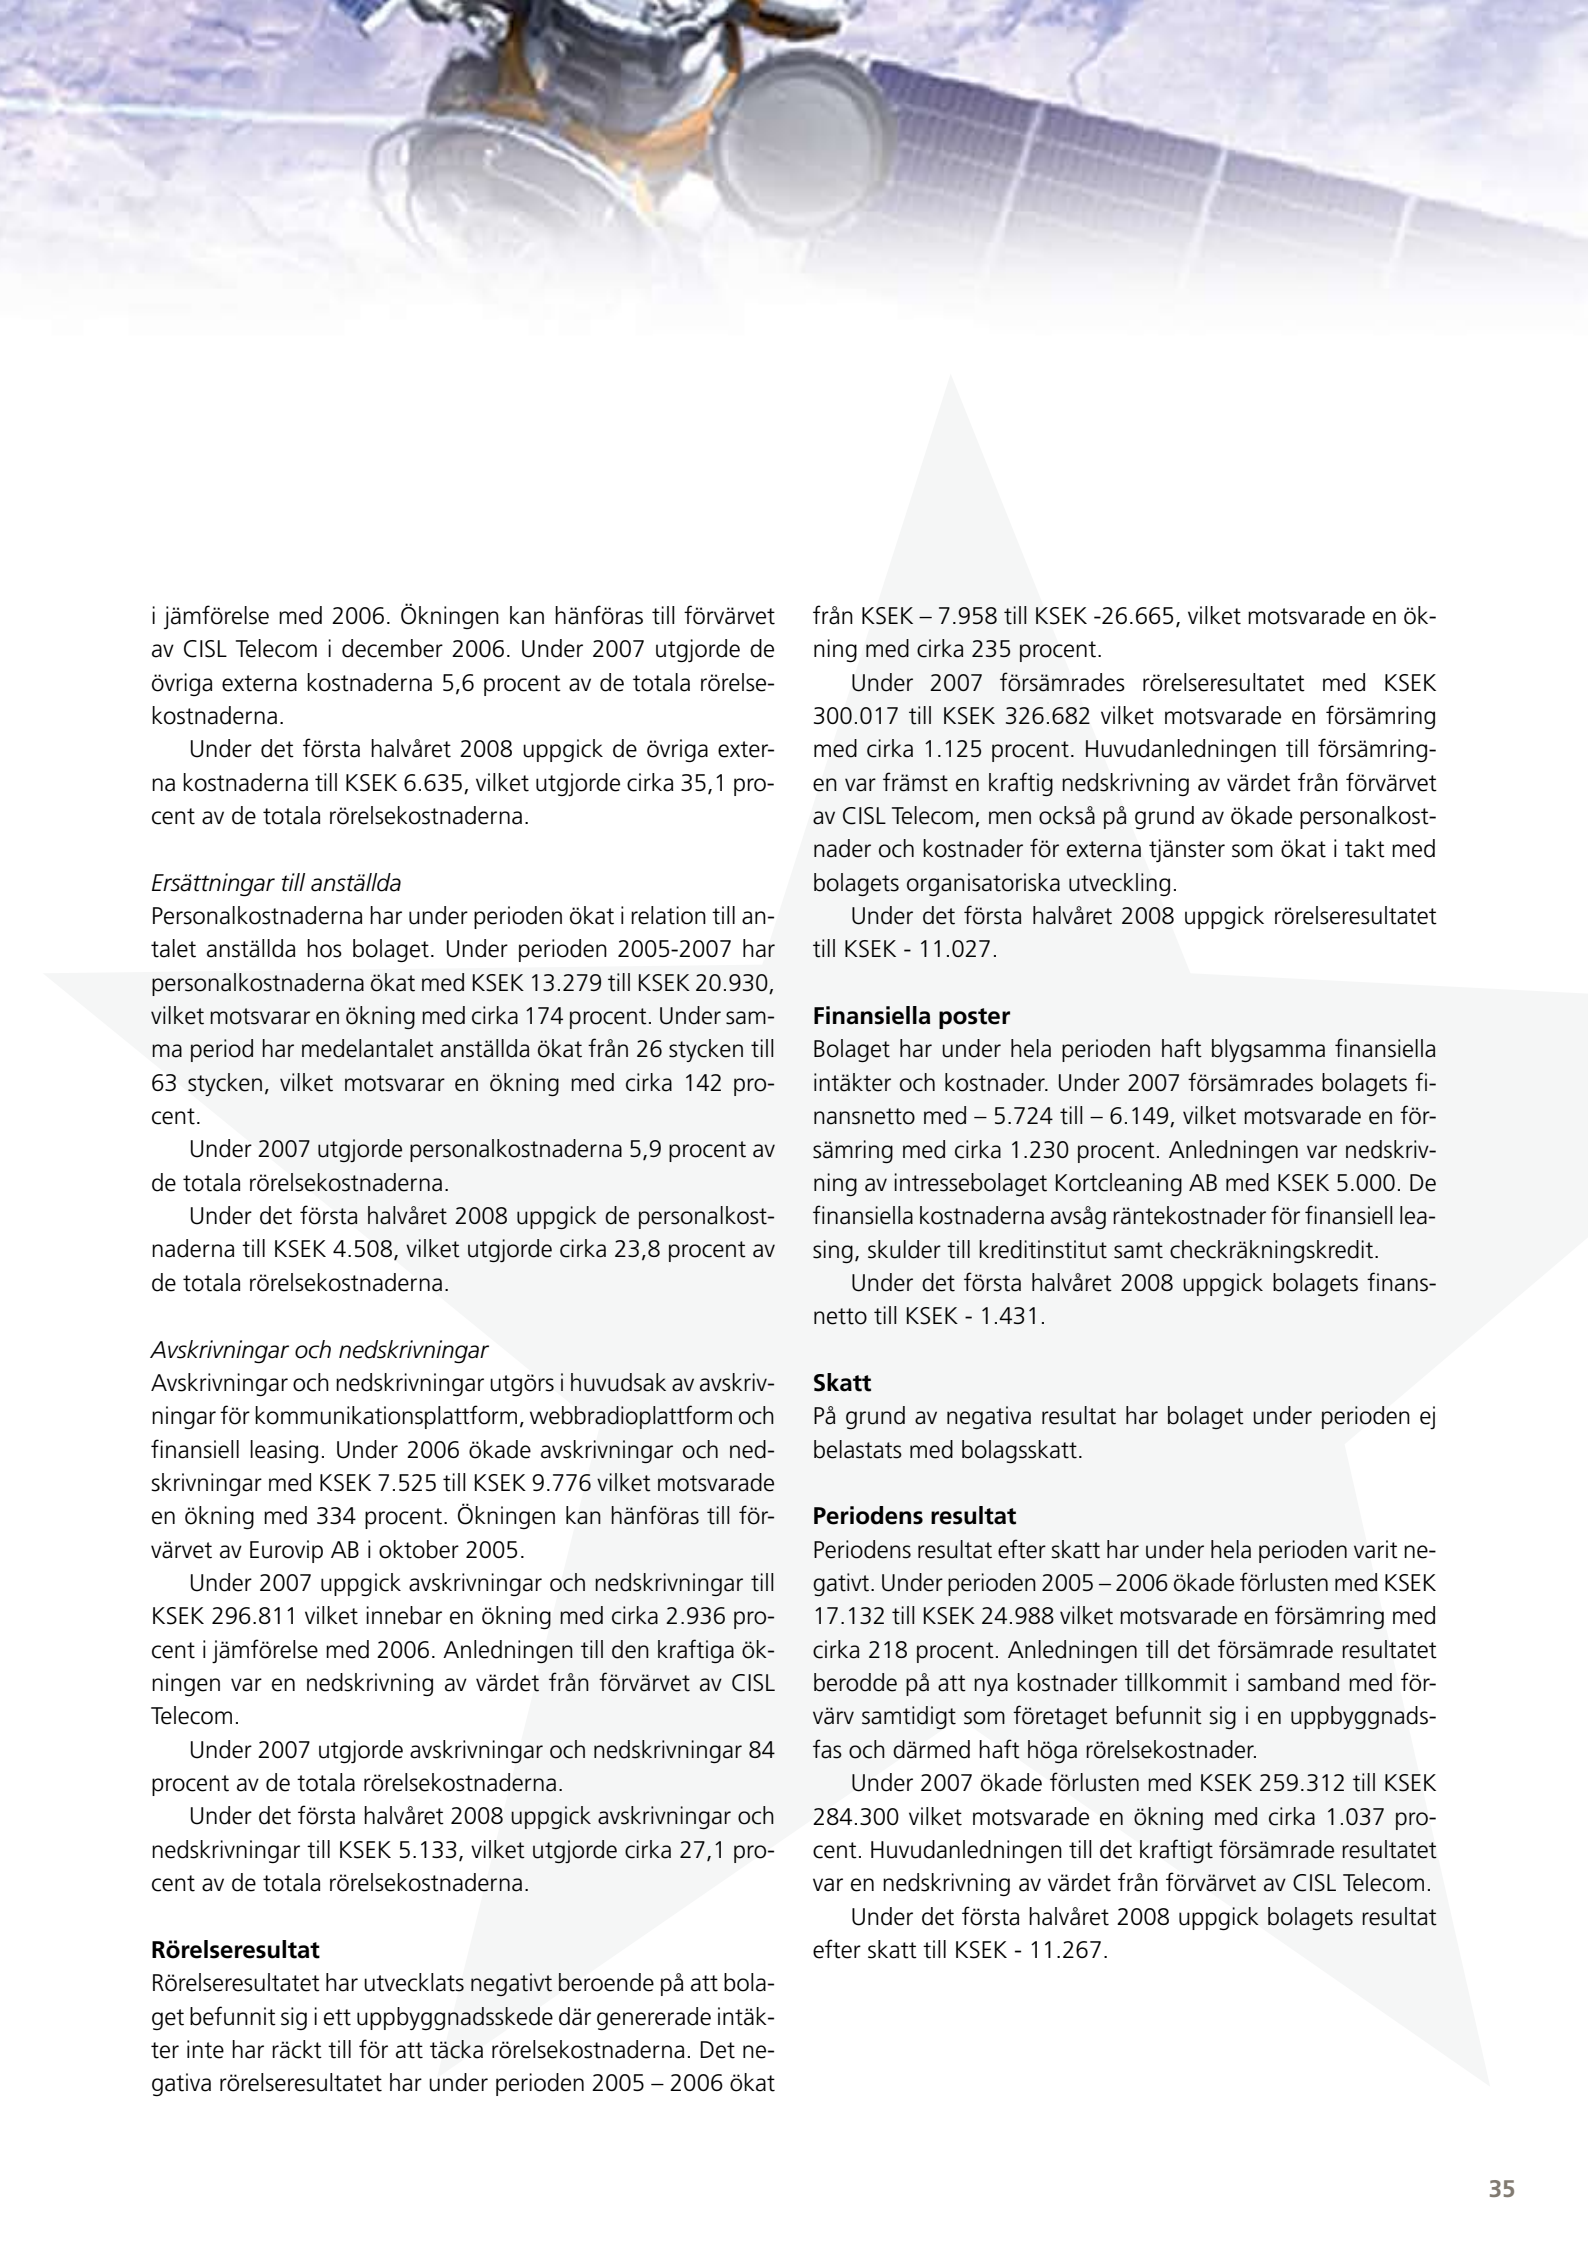 i jämförelse med 2006. Ökningen kan hänföras till förvärvet
av CISL Telecom i december 2006. Under 2007 utgjorde de
övriga externa kostnaderna 5,6 procent av de totala rörelse-
kostnaderna.
Under det första halvåret 2008 uppgick de övriga exter-
na kostnaderna till KSEK 6.635, vilket utgjorde cirka 35,1 pro-
cent av de totala rörelsekostnaderna.
Ersättningar till anställda
Personalkostnaderna har under perioden ökat i relation till an-
talet anställda hos bolaget. Under perioden 2005-2007 har
personalkostnaderna ökat med KSEK 13.279 till KSEK 20.930,
vilket motsvarar en ökning med cirka 174 procent. Under sam-
ma period har medelantalet anställda ökat från 26 stycken till
63 stycken, vilket motsvarar en ökning med cirka 142 pro-
cent.
Under 2007 utgjorde personalkostnaderna 5,9 procent av
de totala rörelsekostnaderna.
Under det första halvåret 2008 uppgick de personalkost-
naderna till KSEK 4.508, vilket utgjorde cirka 23,8 procent av
de totala rörelsekostnaderna.
Avskrivningar och nedskrivningar
Avskrivningar och nedskrivningar utgörs i huvudsak av avskriv-
ningar för kommunikationsplattform, webbradioplattform och
finansiell leasing. Under 2006 ökade avskrivningar och ned-
skrivningar med KSEK 7.525 till KSEK 9.776 vilket motsvarade
en ökning med 334 procent. Ökningen kan hänföras till för-
värvet av Eurovip AB i oktober 2005.
Under 2007 uppgick avskrivningar och nedskrivningar till
KSEK 296.811 vilket innebar en ökning med cirka 2.936 pro-
cent i jämförelse med 2006. Anledningen till den kraftiga ök-
ningen var en nedskrivning av värdet från förvärvet av CISL
Telecom.
Under 2007 utgjorde avskrivningar och nedskrivningar 84
procent av de totala rörelsekostnaderna.
Under det första halvåret 2008 uppgick avskrivningar och
nedskrivningar till KSEK 5.133, vilket utgjorde cirka 27,1 pro-
cent av de totala rörelsekostnaderna.
Rörelseresultat
Rörelseresultatet har utvecklats negativt beroende på att bola-
get befunnit sig i ett uppbyggnadsskede där genererade intäk-
ter inte har räckt till för att täcka rörelsekostnaderna. Det ne-
gativa rörelseresultatet har under perioden 2005 – 2006 ökat
från KSEK – 7.958 till KSEK -26.665, vilket motsvarade en ök-
ning med cirka 235 procent.
Under 2007 försämrades rörelseresultatet med KSEK
300.017 till KSEK 326.682 vilket motsvarade en försämring
med cirka 1.125 procent. Huvudanledningen till försämring-
en var främst en kraftig nedskrivning av värdet från förvärvet
av CISL Telecom, men också på grund av ökade personalkost-
nader och kostnader för externa tjänster som ökat i takt med
bolagets organisatoriska utveckling.
Under det första halvåret 2008 uppgick rörelseresultatet
till KSEK - 11.027.
Finansiella poster
Bolaget har under hela perioden haft blygsamma finansiella
intäkter och kostnader. Under 2007 försämrades bolagets fi-
nansnetto med – 5.724 till – 6.149, vilket motsvarade en för-
sämring med cirka 1.230 procent. Anledningen var nedskriv-
ning av intressebolaget Kortcleaning AB med KSEK 5.000. De
finansiella kostnaderna avsåg räntekostnader för finansiell lea-
sing, skulder till kreditinstitut samt checkräkningskredit.
Under det första halvåret 2008 uppgick bolagets finans-
netto till KSEK - 1.431.
Skatt
På grund av negativa resultat har bolaget under perioden ej
belastats med bolagsskatt.
Periodens resultat
Periodens resultat efter skatt har under hela perioden varit ne-
gativt. Under perioden 2005 – 2006 ökade förlusten med KSEK
17.132 till KSEK 24.988 vilket motsvarade en försämring med
cirka 218 procent. Anledningen till det försämrade resultatet
berodde på att nya kostnader tillkommit i samband med för-
värv samtidigt som företaget befunnit sig i en uppbyggnads-
fas och därmed haft höga rörelsekostnader.
Under 2007 ökade förlusten med KSEK 259.312 till KSEK
284.300 vilket motsvarade en ökning med cirka 1.037 pro-
cent. Huvudanledningen till det kraftigt försämrade resultatet
var en nedskrivning av värdet från förvärvet av CISL Telecom.
Under det första halvåret 2008 uppgick bolagets resultat
efter skatt till KSEK - 11.267.
35